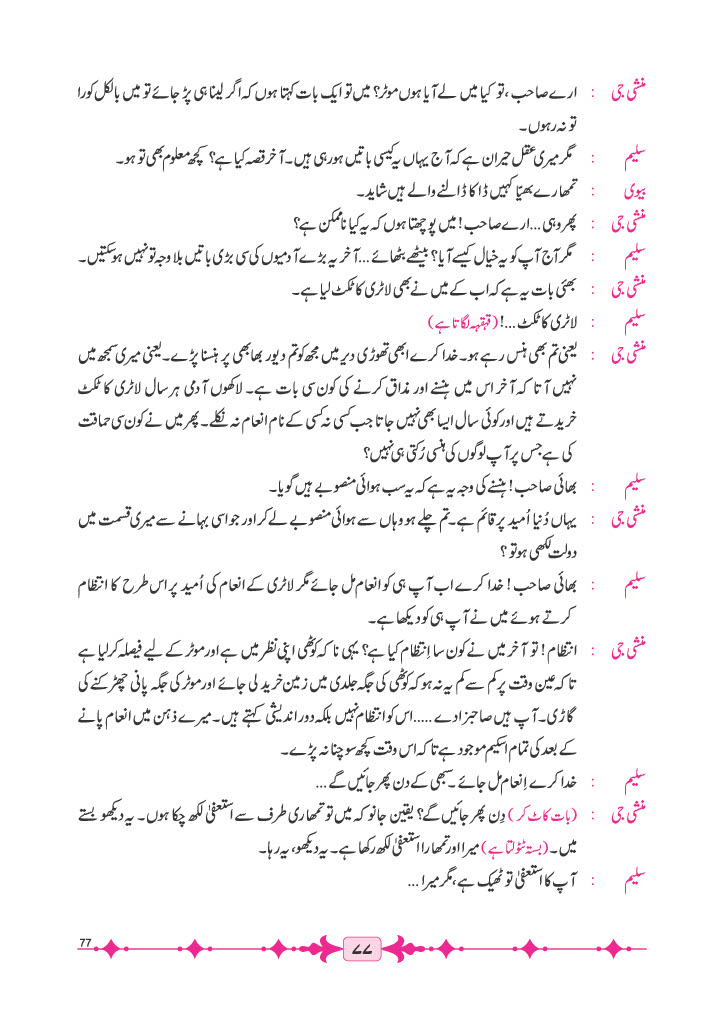 منشی جی : ارے صاحب، تو کیا میں لے آیا ہوں موٹر؟ میں تو ایک بات کہتا ہوں کہ اگر لینا ہی پڑ جائے تو میں بالکل کورا
تو نہ رہوں۔
سلیم : مگر میری عقل حیران ہے کہ آج یہاں یہ کیسی باتیں ہو رہی ہیں۔ آخر قصہ کیا ہے؟ کچھ معلوم بھی تو ہو۔
بیوی : تمھارے بھیّا کہیں ڈاکا ڈالنے والے ہیں شاید۔
منشی جی : پھر وہی ... ارے صاحب! میں پوچھتا ہوں کہ یہ کیا ناممکن ہے؟
سلیم : مگر آج آپ کو یہ خیال کیسے آیا؟ بیٹھے بٹھائے ... آخر یہ بڑے آدمیوں کی سی بڑی باتیں بلا وجہ تو نہیں ہو سکتیں۔
منشی جی : بھئی بات یہ ہے کہ اب کے میں نے بھی لاٹری کا ٹکٹ لیا ہے۔
سلیم : لاٹری کا ٹکٹ ...! (قہقہہ لگاتا ہے)
منشی جی : یعنی تم بھی ہنس رہے ہو۔ خدا کرے ابھی تھوڑی دیر میں مجھ کو تم دیور بھابھی پر ہنسنا پڑے۔ یعنی میری سمجھ میں
نہیں آتا کہ آخر اس میں ہنسنے اور مذاق کرنے کی کون سی بات ہے۔ لاکھوں آدمی ہر سال لاٹری کا ٹکٹ
خریدتے ہیں اور کوئی سال ایسا بھی نہیں جاتا جب کسی نہ کسی کے نام انعام نہ نکلے۔ پھر میں نے کون سی حماقت
کی ہے جس پر آپ لوگوں کی ہنسی رُکتی ہی نہیں؟
سلیم : بھائی صاحب! ہنسنے کی وجہ یہ ہے کہ یہ سب ہوائی منصوبے ہیں گویا۔
منشی جی : یہاں دُنیا اُمید پر قائم ہے۔ تم چلے ہو وہاں سے ہوائی منصوبے لے کر اور جو اسی بہانے سے میری قسمت میں
دولت لکھی ہو تو ؟
سلیم : بھائی صاحب! خدا کرے اب آپ ہی کو انعام مل جائے مگر لاٹری کے انعام کی اُمید پر اس طرح کا انتظام
کرتے ہوئے میں نے آپ ہی کو دیکھا ہے۔
منشی جی : انتظام! تو آخر میں نے کون سا اِنتظام کیا ہے؟ یہی نا کہ کوٹھی اپنی نظر میں ہے اور موٹر کے لیے فیصلہ کر لیا ہے
تاکہ عین وقت پر کم سے کم یہ نہ ہو کہ کوٹھی کی جگہ جلدی میں زمین خرید لی جائے اور موٹر کی جگہ پانی چھڑکنے کی
گاڑی۔ آپ ہیں صاحبزادے ..... اس کو انتظام نہیں بلکہ دور اندیشی کہتے ہیں۔ میرے ذہن میں انعام پانے
کے بعد کی تمام اسکیم موجود ہے تاکہ اس وقت کچھ سوچنا نہ پڑے۔
سلیم : خدا کرے اِنعام مل جائے۔ سبھی کے دن پھر جائیں گے ...
منشی جی : (بات کاٹ کر) دِن پھر جائیں گے؟ یقین جانو کہ میں تو تمھاری طرف سے استعفیٰ لکھ چکا ہوں۔ یہ دیکھو بستے
میں۔ (بستہ ٹٹولتا ہے) میرا اور تمھارا استعفیٰ لکھ رکھا ہے۔ یہ دیکھو، یہ رہا۔
سلیم : آپ کا استعفیٰ تو ٹھیک ہے، مگر میرا ...
77
۷۷